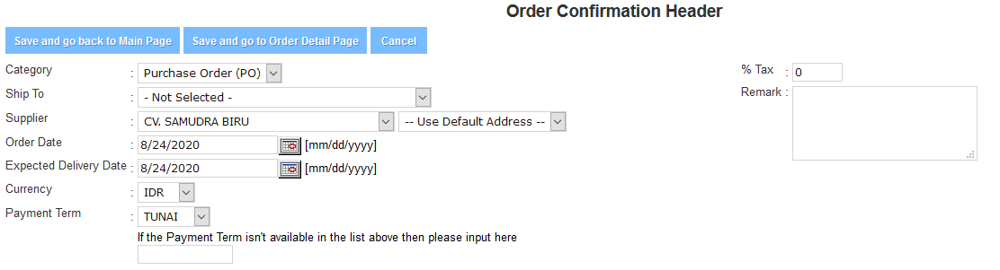 Order Confirmation Header
Save and go back to Main Page Save and go to Order Detail Page Cancel
Category : Purchase Order (PO) % Tax : 0
Ship To : - Not Selected - Remark :
Supplier : CV. SAMUDRA BIRU -- Use Default Address --
Order Date : 8/24/2020 [mm/dd/yyyy]
Expected Delivery Date : 8/24/2020 [mm/dd/yyyy]
Currency : IDR
Payment Term : TUNAI
If the Payment Term isn't available in the list above then please input here